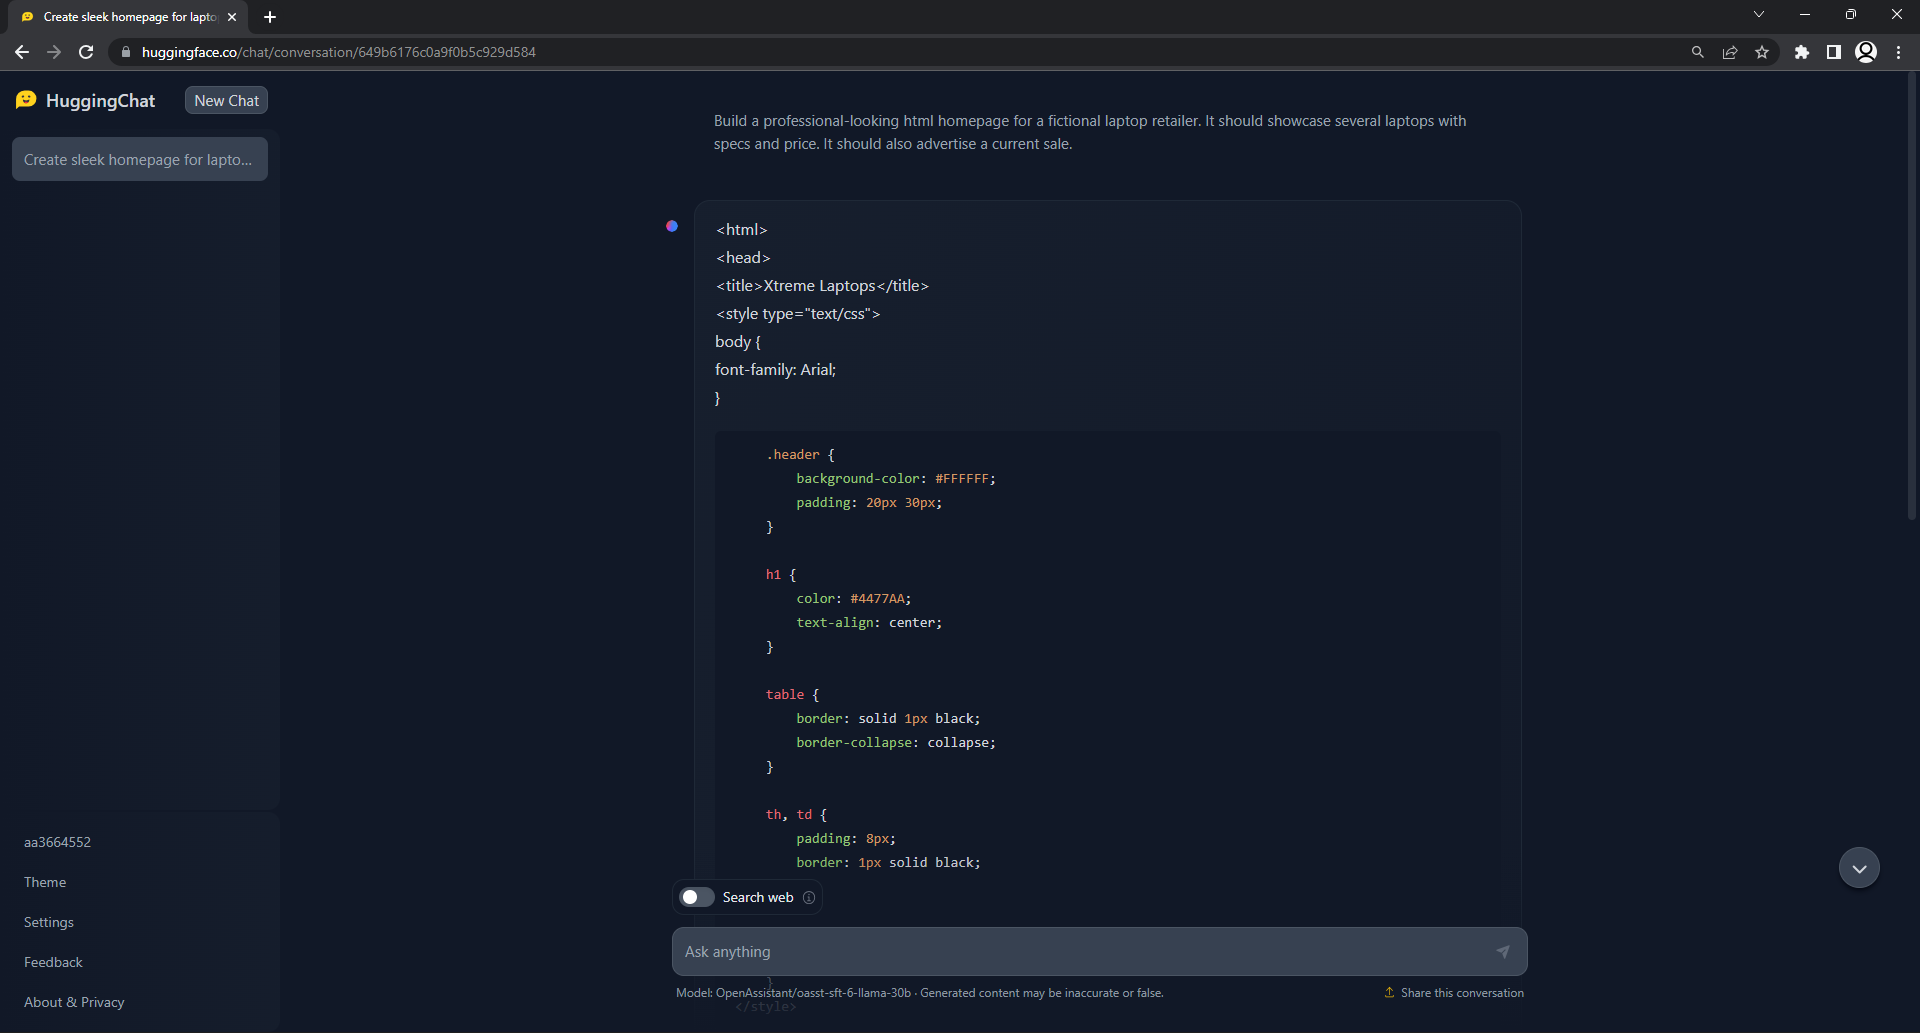 Create sleek homepage for lapto
huggingface.co/chat/conversation/649b6176c0a9f0b5c929d584
HuggingChat
New Chat
Create sleek homepage for lapto...
Build a professional-looking html homepage for a fictional laptop retailer. It should showcase several laptops with
specs and price. It should also advertise a current sale.
<html>
<head>
<title>Xtreme Laptops</title>
<style type="text/css">
body {
font-family: Arial;
}
.header {
background-color: #FFFFFF;
padding: 20px 30px;
}
h1 {
color: #4477AA;
text-align: center;
}
table {
border: solid 1px black;
border-collapse: collapse;
}
th, td {
padding: 8px;
border: 1px solid black;
Search web
Ask anything
}
Model: OpenAssistant/oasst-sft-6-llama-30b · Generated content may be inaccurate or false.
Share this conversation
</style>
aa3664552
Theme
Settings
Feedback
About & Privacy